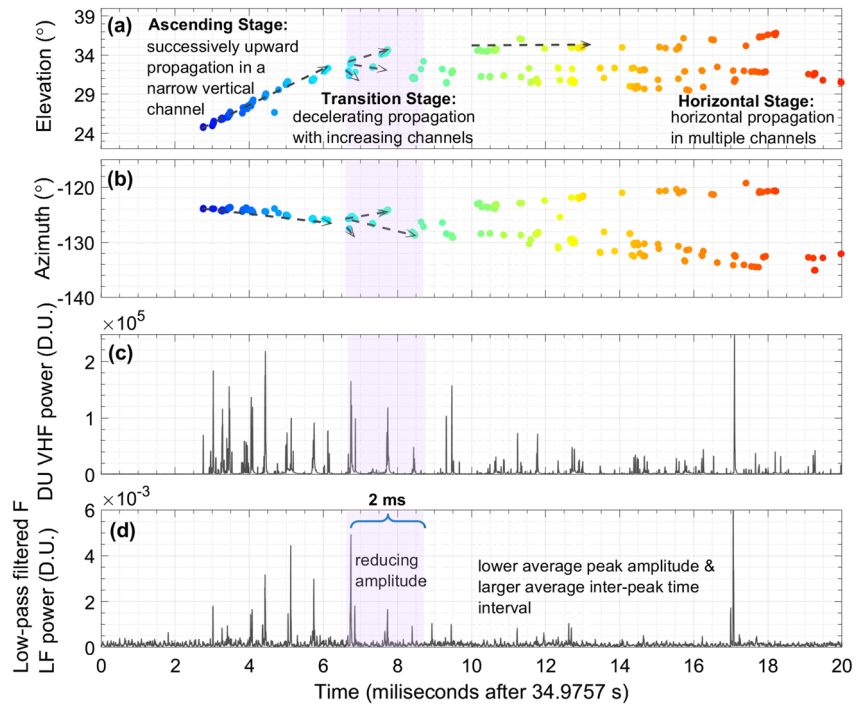 39
34
29
24
Elevation (°)
(a)
Ascending Stage:
successively upward
propagation in a
narrow vertical
channel
Transition Stage:
decelerating propagation
with increasing channels
Horizontal Stage:
horizontal propagation
in multiple channels
-120
-130
-140
Azimuth (°)
(b)
×10⁵
2
1
0
DU VHF power (D.U.)
(c)
×10⁻³
6
4
2
0
Low-pass filtered F
LF power (D.U.)
(d)
2 ms
reducing
amplitude
lower average peak amplitude &
larger average inter-peak time
interval
0 2 4 6 8 10 12 14 16 18 20
Time (miliseconds after 34.9757 s)